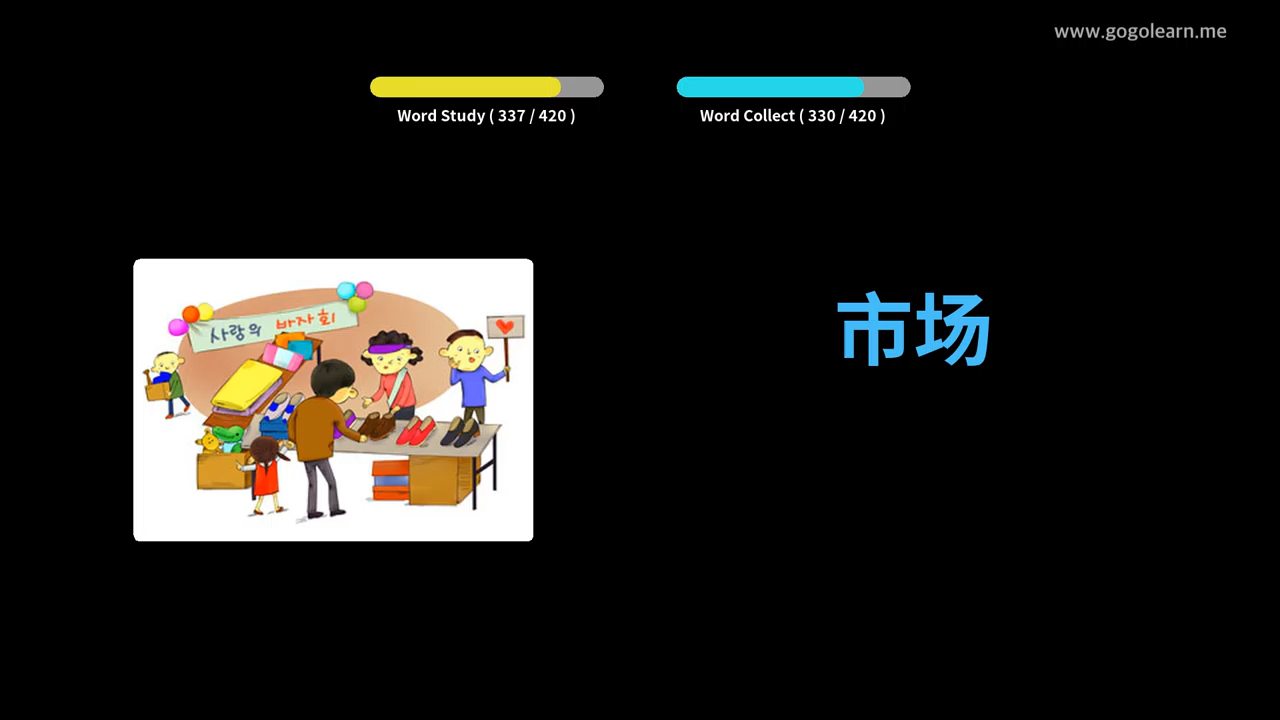 www.gogolearn.me
Word Study ( 337 / 420 )
Word Collect ( 330 / 420 )
사랑의 바자회
市场